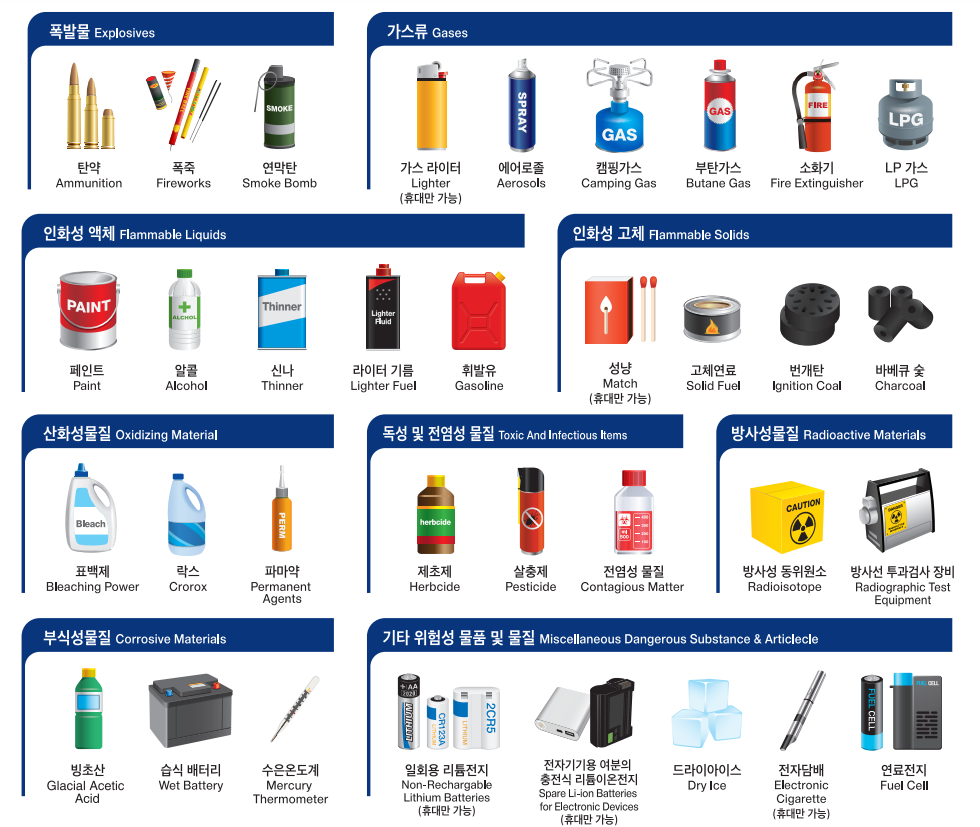 폭발물 Explosives
SMOKE
탄약
Ammunition
폭죽
Fireworks
연막탄
Smoke Bomb
가스류 Gases
SPRAY
GAS
GAS
FIRE
LPG
가스 라이터
Lighter
(휴대만 가능)
에어로졸
Aerosols
캠핑가스
Camping Gas
부탄가스
Butane Gas
소화기
Fire Extinguisher
LP 가스
LPG
인화성 액체 Flammable Liquids
PAINT
ALCHOL
Thinner
Lighter
Fluid
페인트
Paint
알콜
Alcohol
신나
Thinner
라이터 기름
Lighter Fuel
휘발유
Gasoline
인화성 고체 Flammable Solids
성냥
Match
(휴대만 가능)
고체연료
Solid Fuel
번개탄
Ignition Coal
바베큐 숯
Charcoal
산화성물질 Oxidizing Material
Bleach
PERM
표백제
Bleaching Power
락스
Crorox
파마약
Permanent
Agents
독성 및 전염성 물질 Toxic And Infectious Items
herbcide
제초제
Herbcide
살충제
Pesticide
전염성 물질
Contagious Matter
방사성물질 Radioactive Materials
CAUTION
방사성 동위원소
Radioisotope
방사선 투과검사 장비
Radiographic Test
Equipment
부식성물질 Corrosive Materials
빙초산
Glacial Acetic
Acid
습식 배터리
Wet Battery
수은온도계
Mercury
Thermometer
기타 위험성 물품 및 물질 Miscellaneous Dangerous Substance & Articlecle
+ AA
2020
CR123A
LITHIUM
2CR5
LITHIUM
FUEL CELL
FUEL CELL
일회용 리튬전지
Non-Rechargable
Lithium Batteries
(휴대만 가능)
전자기기용 여분의
충전식 리튬이온전지
Spare Li-ion Batteries
for Electronic Devices
(휴대만 가능)
드라이아이스
Dry Ice
전자담배
Electronic
Cigarette
(휴대만 가능)
연료전지
Fuel Cell